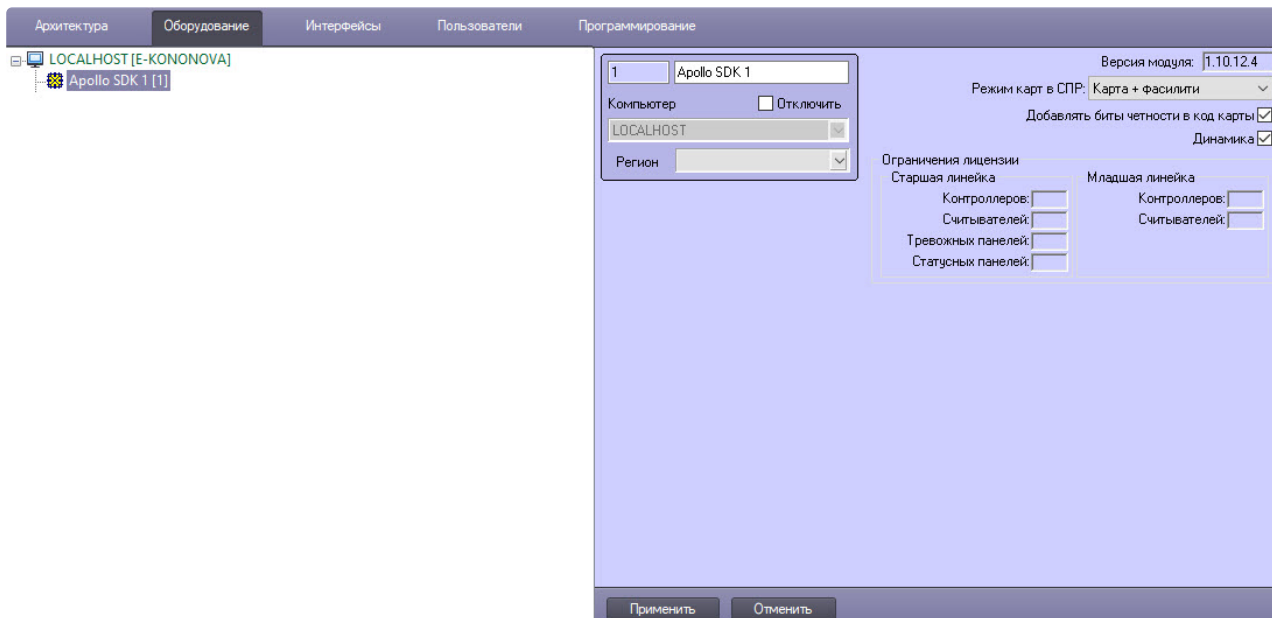 Архитектура Оборудование Интерфейсы Пользователи Программирование
LOCALHOST [E-KONONOVA]
Apollo SDK 1 [1]
1 Apollo SDK 1
Компьютер Отключить
LOCALHOST
Регион
Версия модуля: 1.10.12.4
Режим карт в СПР: Карта + фасилити
Добавлять биты четности в код карты
Динамика
Ограничения лицензии
Старшая линейка
Контроллеров:
Считывателей:
Тревожных панелей:
Статусных панелей:
Младшая линейка
Контроллеров:
Считывателей:
Применить Отменить